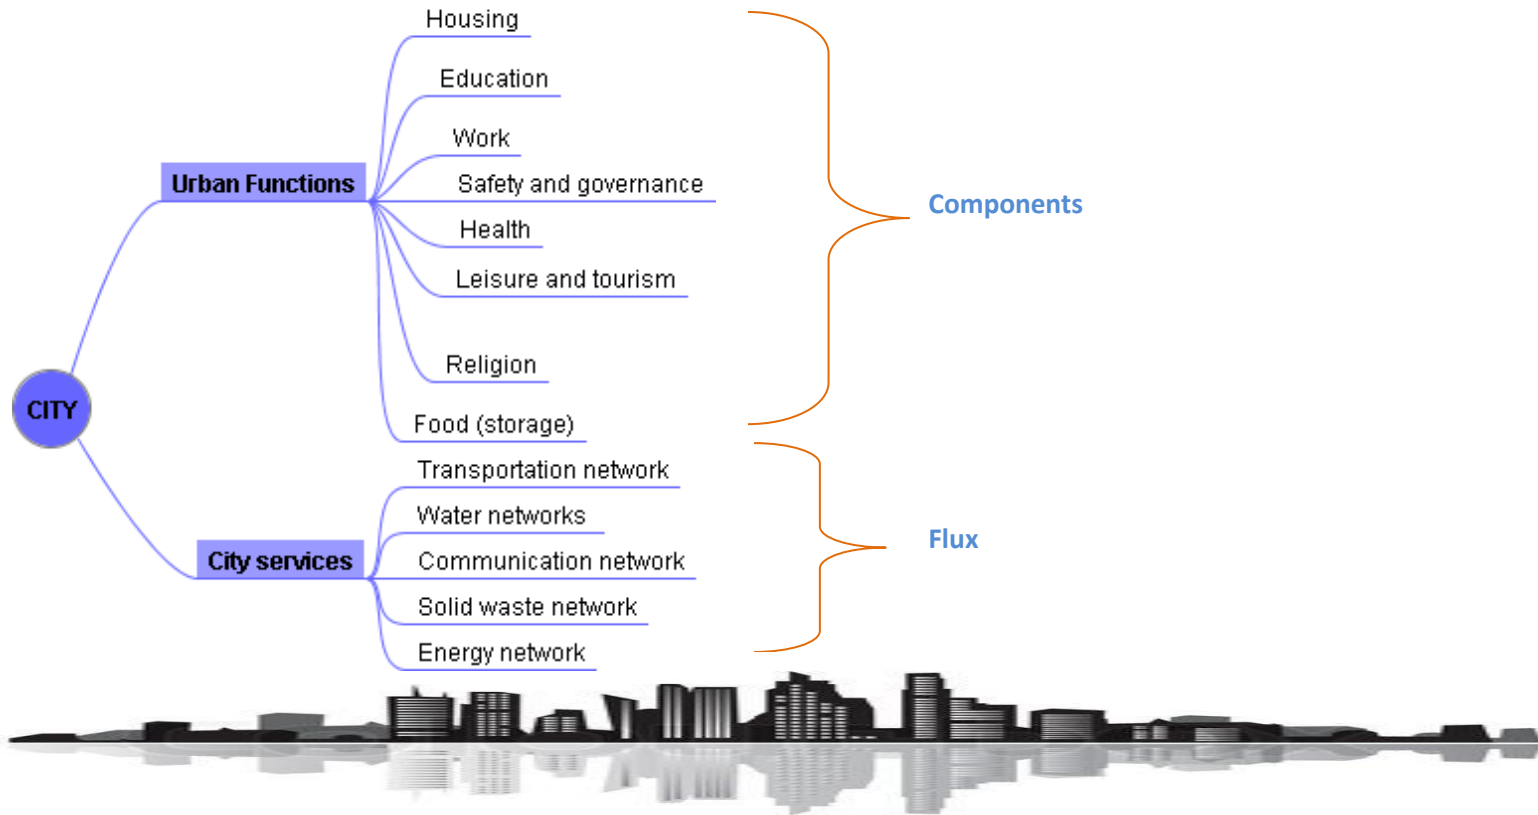 Housing
Education
Work
Urban Functions
Safety and governance
Components
Health
Leisure and tourism
Religion
CITY
Food (storage)
Transportation network
Water networks
Flux
City services
Communication network
Solid waste network
Energy network